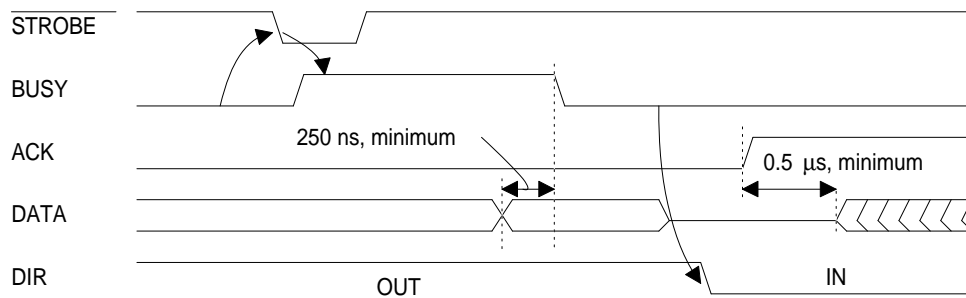 STROBE
BUSY
250 ns, minimum
ACK
0.5 µs, minimum
DATA
DIR
OUT
IN